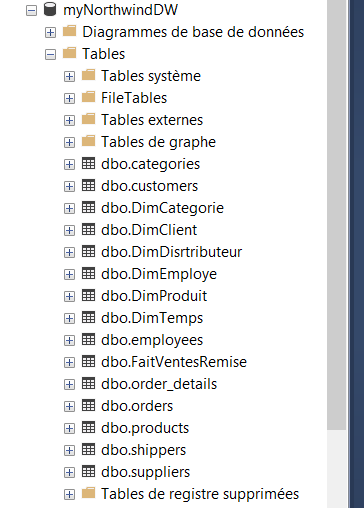 myNorthwindDW
Diagrammes de base de données
Tables
Tables système
FileTables
Tables externes
Tables de graphe
dbo.categories
dbo.customers
dbo.DimCategorie
dbo.DimClient
dbo.DimDisrtributeur
dbo.DimEmploye
dbo.DimProduit
dbo.DimTemps
dbo.employees
dbo.FaitVentesRemise
dbo.order_details
dbo.orders
dbo.products
dbo.shippers
dbo.suppliers
Tables de registre supprimées